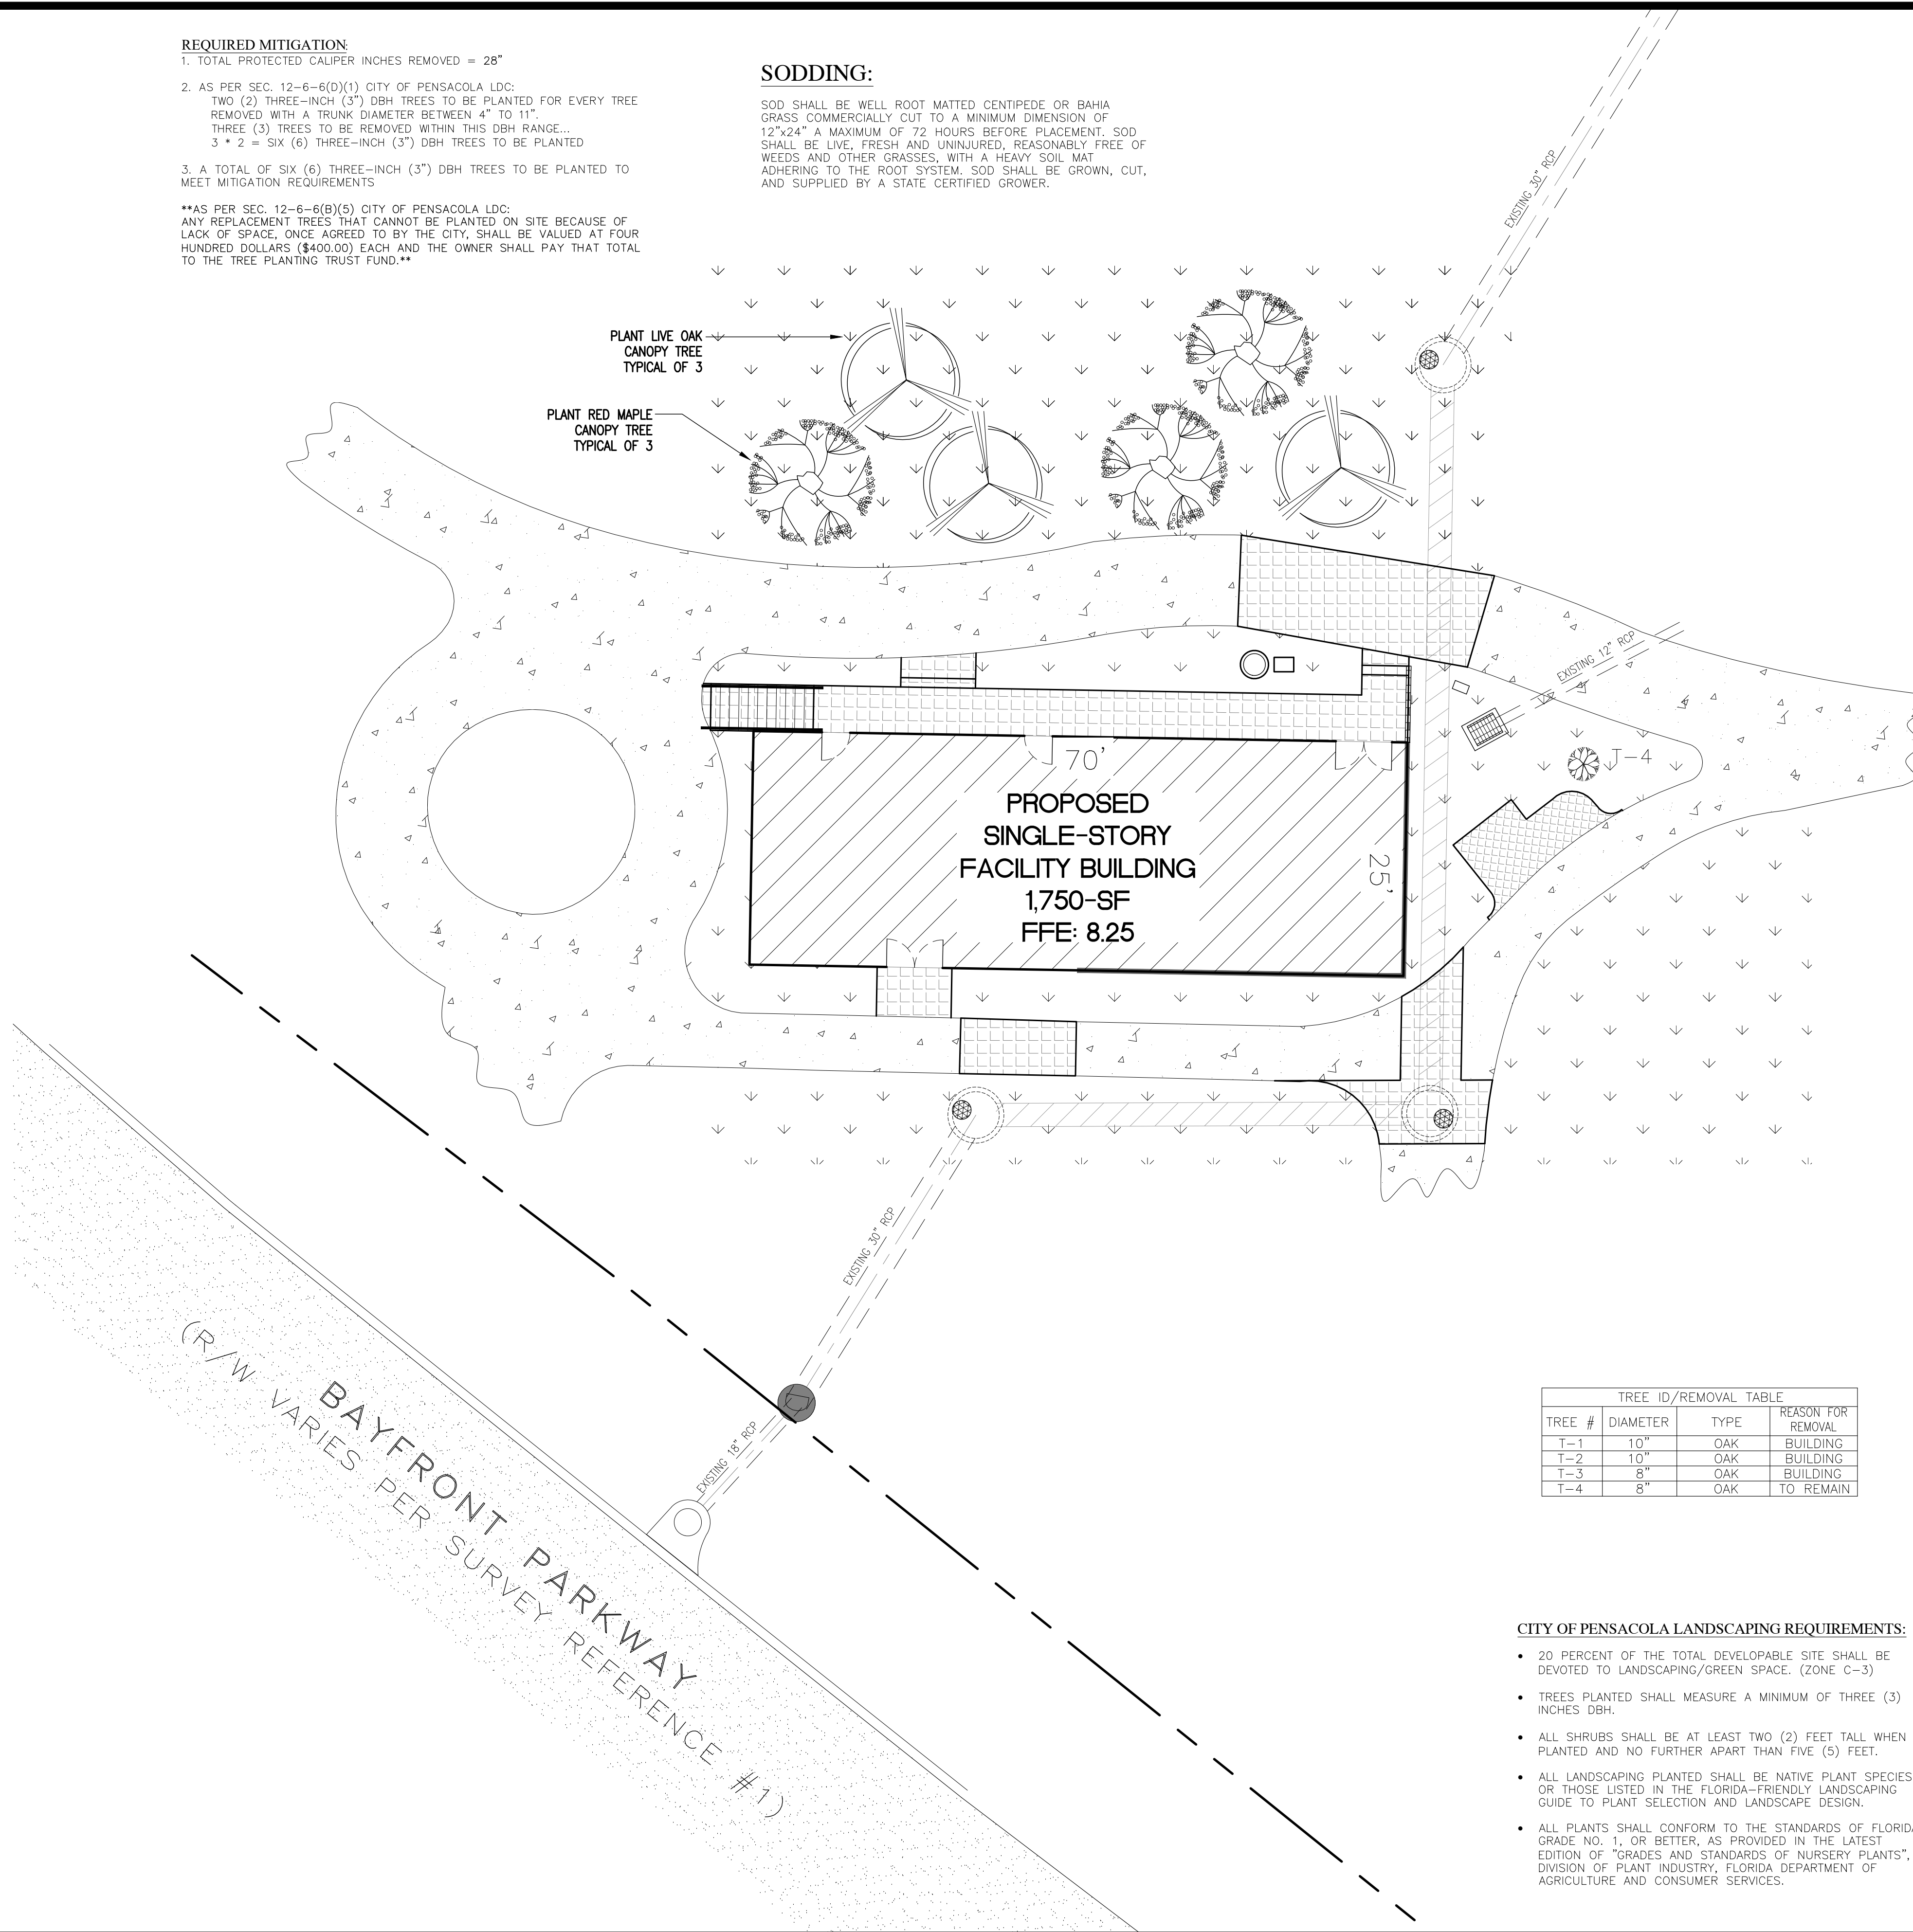 REQUIRED MITIGATION:
1. TOTAL PROTECTED CALIPER INCHES REMOVED = 28"
2. AS PER SEC. 12-6-6(D)(1) CITY OF PENSACOLA LDC:
TWO (2) THREE-INCH (3") DBH TREES TO BE PLANTED FOR EVERY TREE
REMOVED WITH A TRUNK DIAMETER BETWEEN 4" TO 11".
THREE (3) TREES TO BE REMOVED WITHIN THIS DBH RANGE...
3 * 2 = SIX (6) THREE-INCH (3") DBH TREES TO BE PLANTED
3. A TOTAL OF SIX (6) THREE-INCH (3") DBH TREES TO BE PLANTED TO
MEET MITIGATION REQUIREMENTS
**AS PER SEC. 12-6-6(B)(5) CITY OF PENSACOLA LDC:
ANY REPLACEMENT TREES THAT CANNOT BE PLANTED ON SITE BECAUSE OF
LACK OF SPACE, ONCE AGREED TO BY THE CITY, SHALL BE VALUED AT FOUR
HUNDRED DOLLARS ($400.00) EACH AND THE OWNER SHALL PAY THAT TOTAL
TO THE TREE PLANTING TRUST FUND.**
SODDING:
SOD SHALL BE WELL ROOT MATTED CENTIPEDE OR BAHIA
GRASS COMMERCIALLY CUT TO A MINIMUM DIMENSION OF
12"x24" A MAXIMUM OF 72 HOURS BEFORE PLACEMENT. SOD
SHALL BE LIVE, FRESH AND UNINJURED, REASONABLY FREE OF
WEEDS AND OTHER GRASSES, WITH A HEAVY SOIL MAT
ADHERING TO THE ROOT SYSTEM. SOD SHALL BE GROWN, CUT,
AND SUPPLIED BY A STATE CERTIFIED GROWER.
EXISTING 30" RCP
PLANT LIVE OAK
CANOPY TREE
TYPICAL OF 3
PLANT RED MAPLE
CANOPY TREE
TYPICAL OF 3
EXISTING 12" RCP
T-4
70'
25'
PROPOSED
SINGLE-STORY
FACILITY BUILDING
1,750-SF
FFE: 8.25
EXISTING 30" RCP
EXISTING 18" RCP
BAYFRONT PARKWAY
(R/W VARIES PER SURVEY REFERENCE #1)
TREE ID/REMOVAL TABLE
TREE # DIAMETER TYPE REASON FOR REMOVAL
T-1 10" OAK BUILDING
T-2 10" OAK BUILDING
T-3 8" OAK BUILDING
T-4 8" OAK TO REMAIN
CITY OF PENSACOLA LANDSCAPING REQUIREMENTS:
• 20 PERCENT OF THE TOTAL DEVELOPABLE SITE SHALL BE
DEVOTED TO LANDSCAPING/GREEN SPACE. (ZONE C-3)
• TREES PLANTED SHALL MEASURE A MINIMUM OF THREE (3)
INCHES DBH.
• ALL SHRUBS SHALL BE AT LEAST TWO (2) FEET TALL WHEN
PLANTED AND NO FURTHER APART THAN FIVE (5) FEET.
• ALL LANDSCAPING PLANTED SHALL BE NATIVE PLANT SPECIES
OR THOSE LISTED IN THE FLORIDA-FRIENDLY LANDSCAPING
GUIDE TO PLANT SELECTION AND LANDSCAPE DESIGN.
• ALL PLANTS SHALL CONFORM TO THE STANDARDS OF FLORIDA
GRADE NO. 1, OR BETTER, AS PROVIDED IN THE LATEST
EDITION OF "GRADES AND STANDARDS OF NURSERY PLANTS",
DIVISION OF PLANT INDUSTRY, FLORIDA DEPARTMENT OF
AGRICULTURE AND CONSUMER SERVICES.